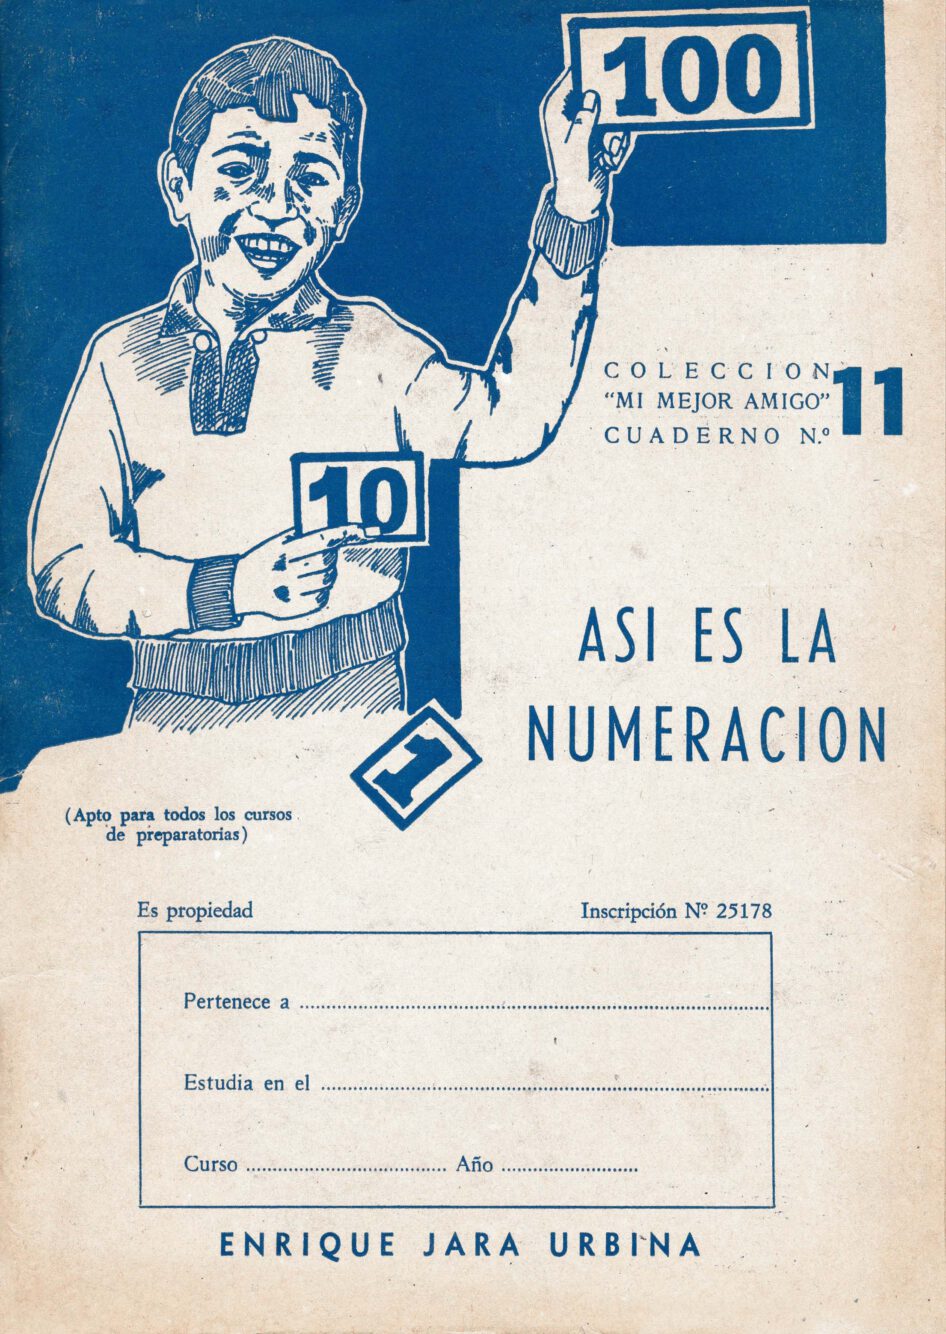 100
COLECCION
“MI MEJOR AMIGO”
CUADERNO N.º 11
10
ASI ES LA
NUMERACION
1
(Apto para todos los cursos
de preparatorias)
Es propiedad
Inscripción Nº 25178
Pertenece a
Estudia en el
Curso Año
ENRIQUE JARA URBINA